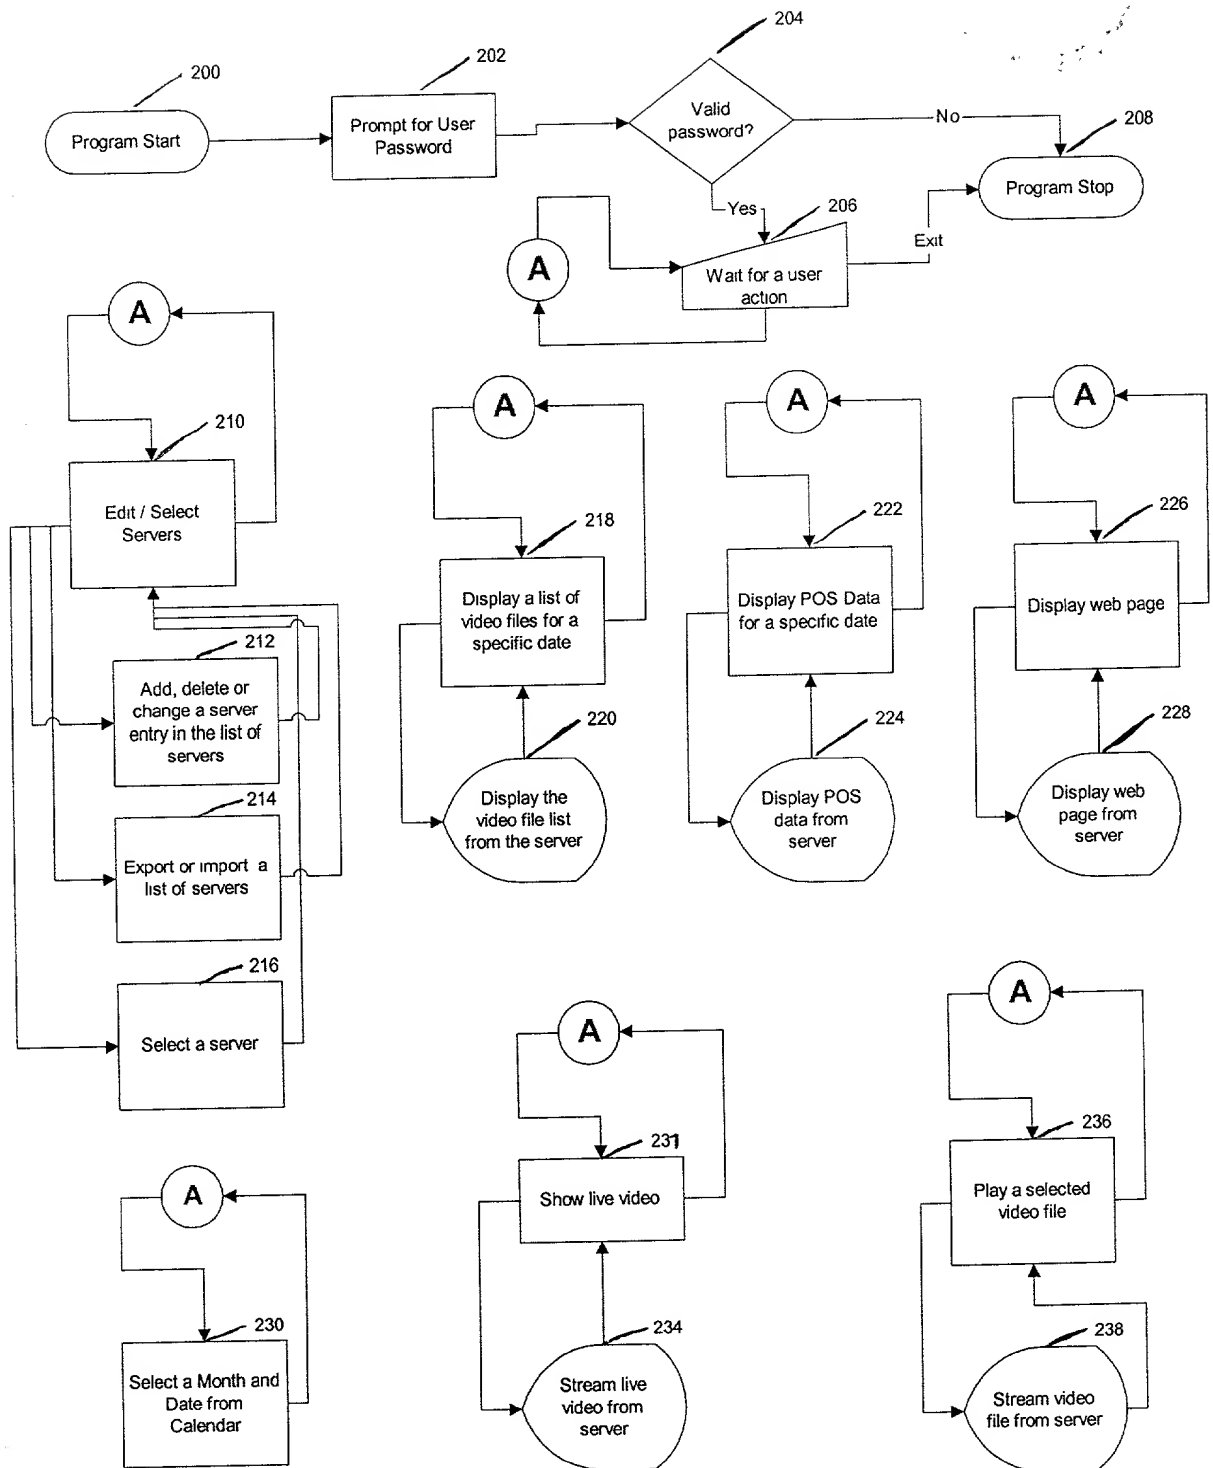 204
202
200
Valid
password?
No
208
Program Start
Prompt for User
Password
Program Stop
Yes
206
Exit
A
Wait for a user
action
A
210
Edit / Select
Servers
A
218
Display a list of
video files for a
specific date
220
Display the
video file list
from the server
A
222
Display POS Data
for a specific date
224
Display POS
data from
server
A
226
Display web page
228
Display web
page from
server
212
Add, delete or
change a server
entry in the list of
servers
214
Export or import a
list of servers
216
Select a server
A
231
Show live video
234
Stream live
video from
server
A
236
Play a selected
video file
238
Stream video
file from server
A
230
Select a Month and
Date from
Calendar